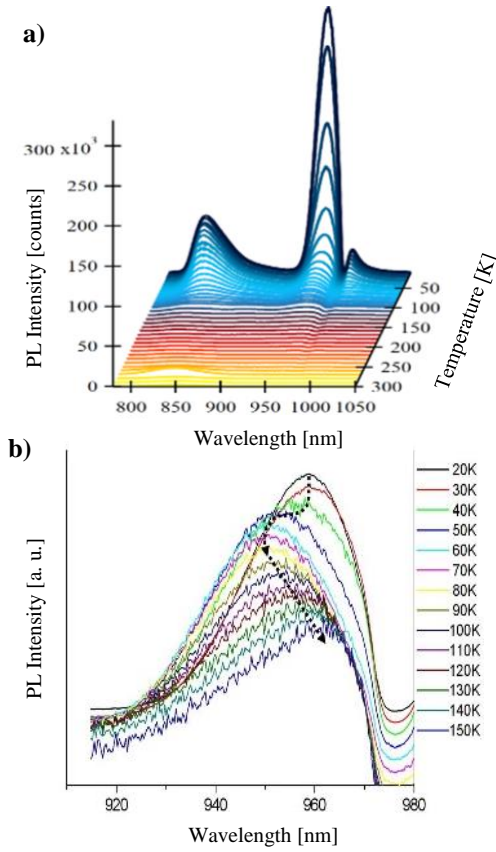 a)
300 x10³
250
200
150
100
50
0
PL Intensity [counts]
50
100
150
200
250
300
Temperature [K]
800 850 900 950 1000 1050
Wavelength [nm]
b)
PL Intensity [a. u.]
20K
30K
40K
50K
60K
70K
80K
90K
100K
110K
120K
130K
140K
150K
920 940 960 980
Wavelength [nm]